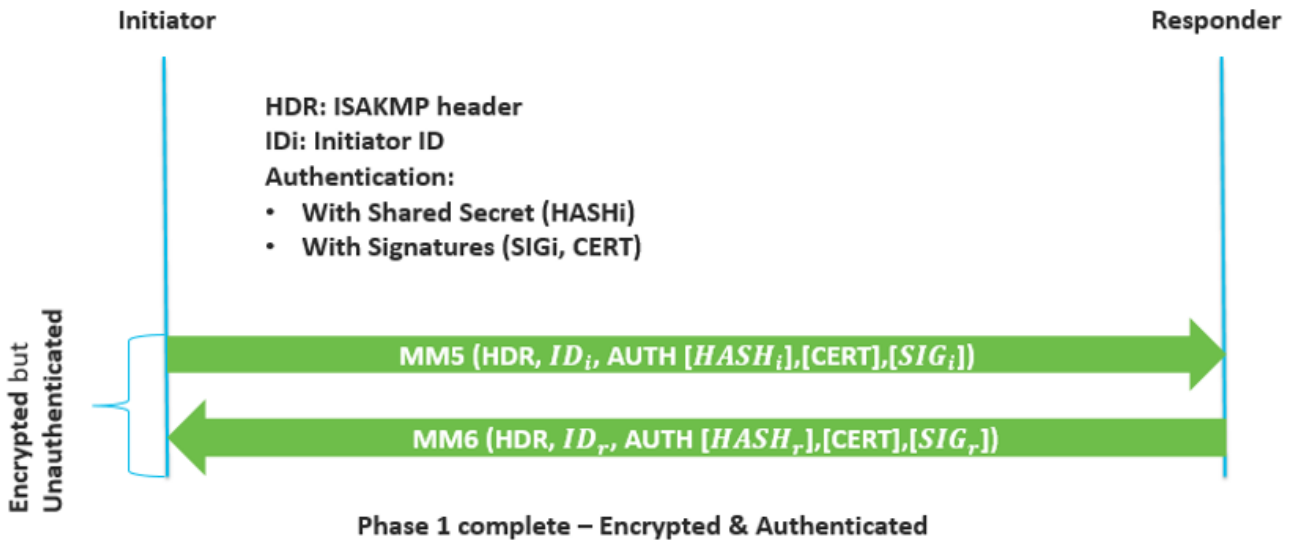 Initiator
Responder
HDR: ISAKMP header
IDi: Initiator ID
Authentication:
• With Shared Secret (HASHi)
• With Signatures (SIGi, CERT)
Encrypted but
Unauthenticated
MM5 (HDR, IDᵢ, AUTH [HASHᵢ],[CERT],[SIGᵢ])
MM6 (HDR, IDᵣ, AUTH [HASHᵣ],[CERT],[SIGᵣ])
Phase 1 complete – Encrypted & Authenticated